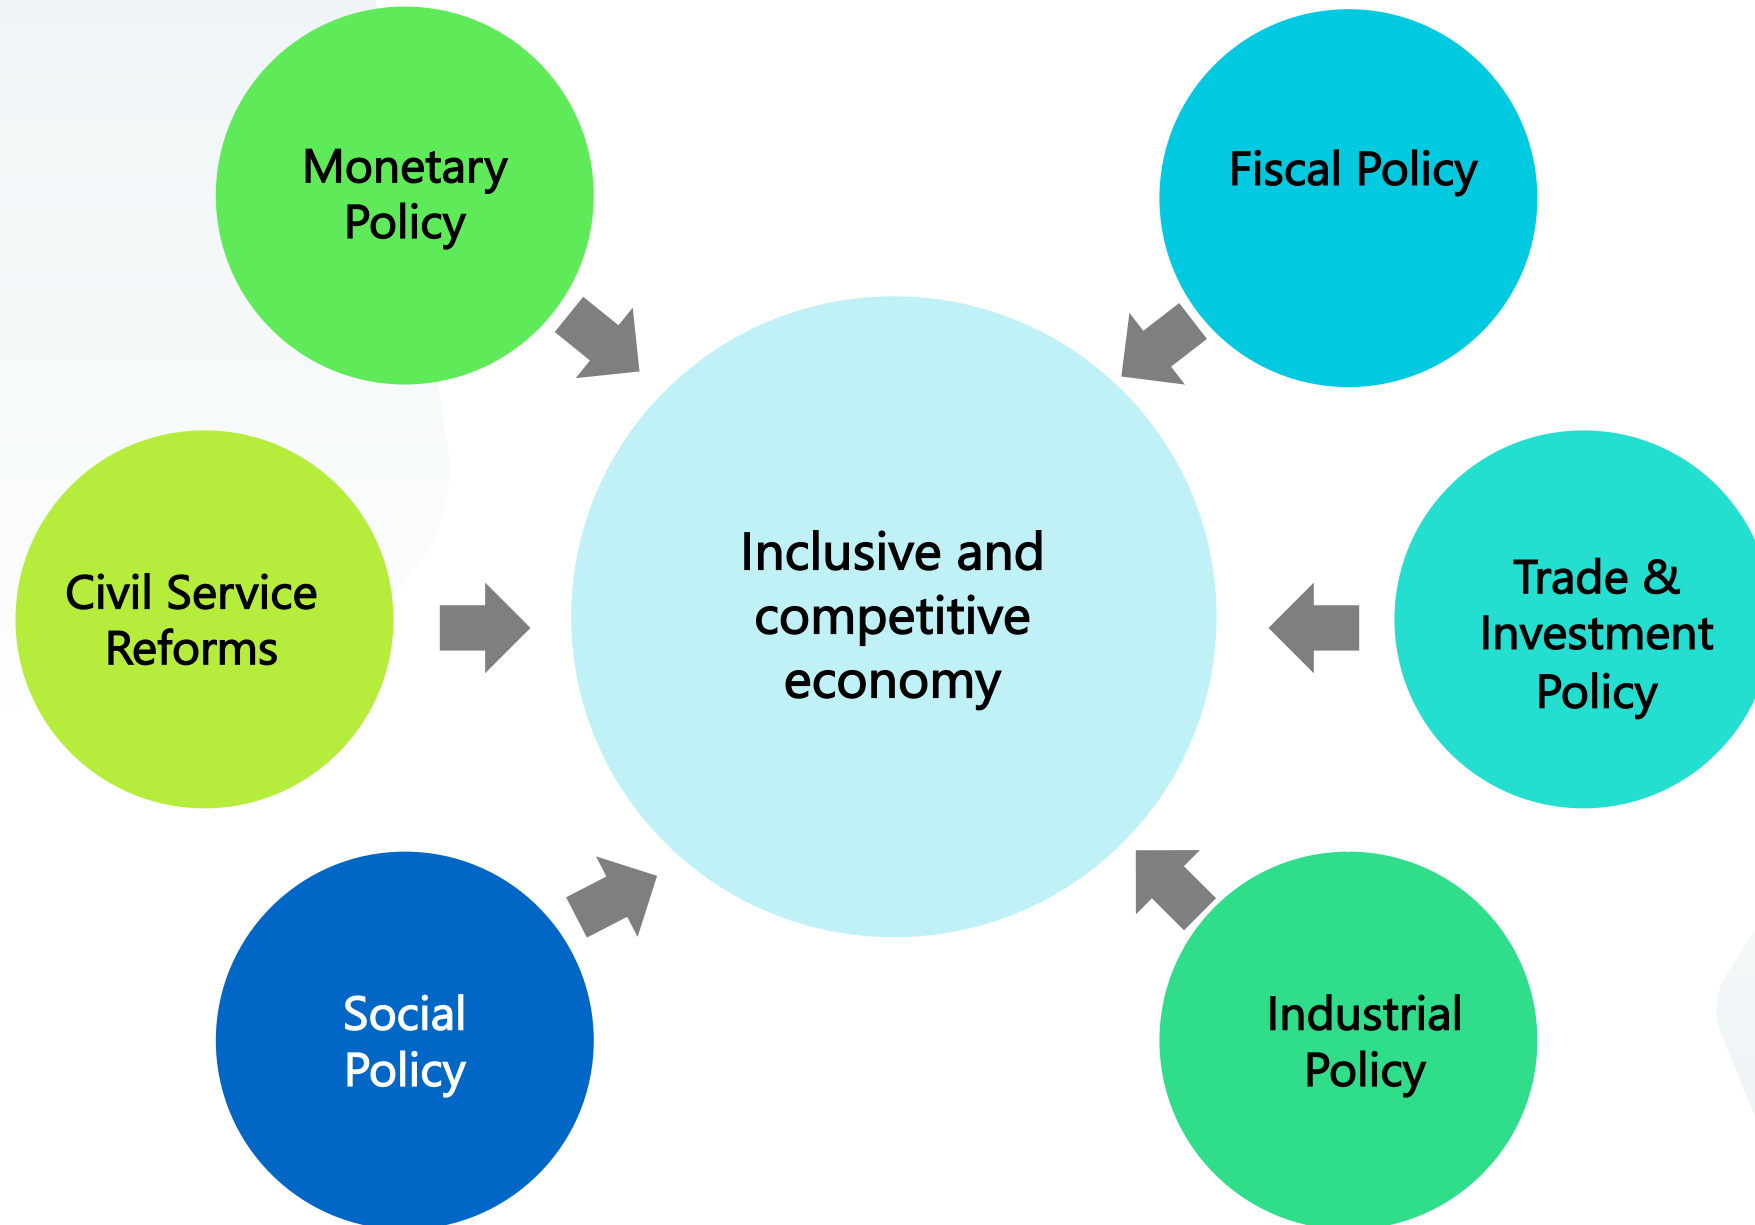 Monetary
Policy
Fiscal Policy
Civil Service
Reforms
Inclusive and
competitive
economy
Trade &
Investment
Policy
Social
Policy
Industrial
Policy